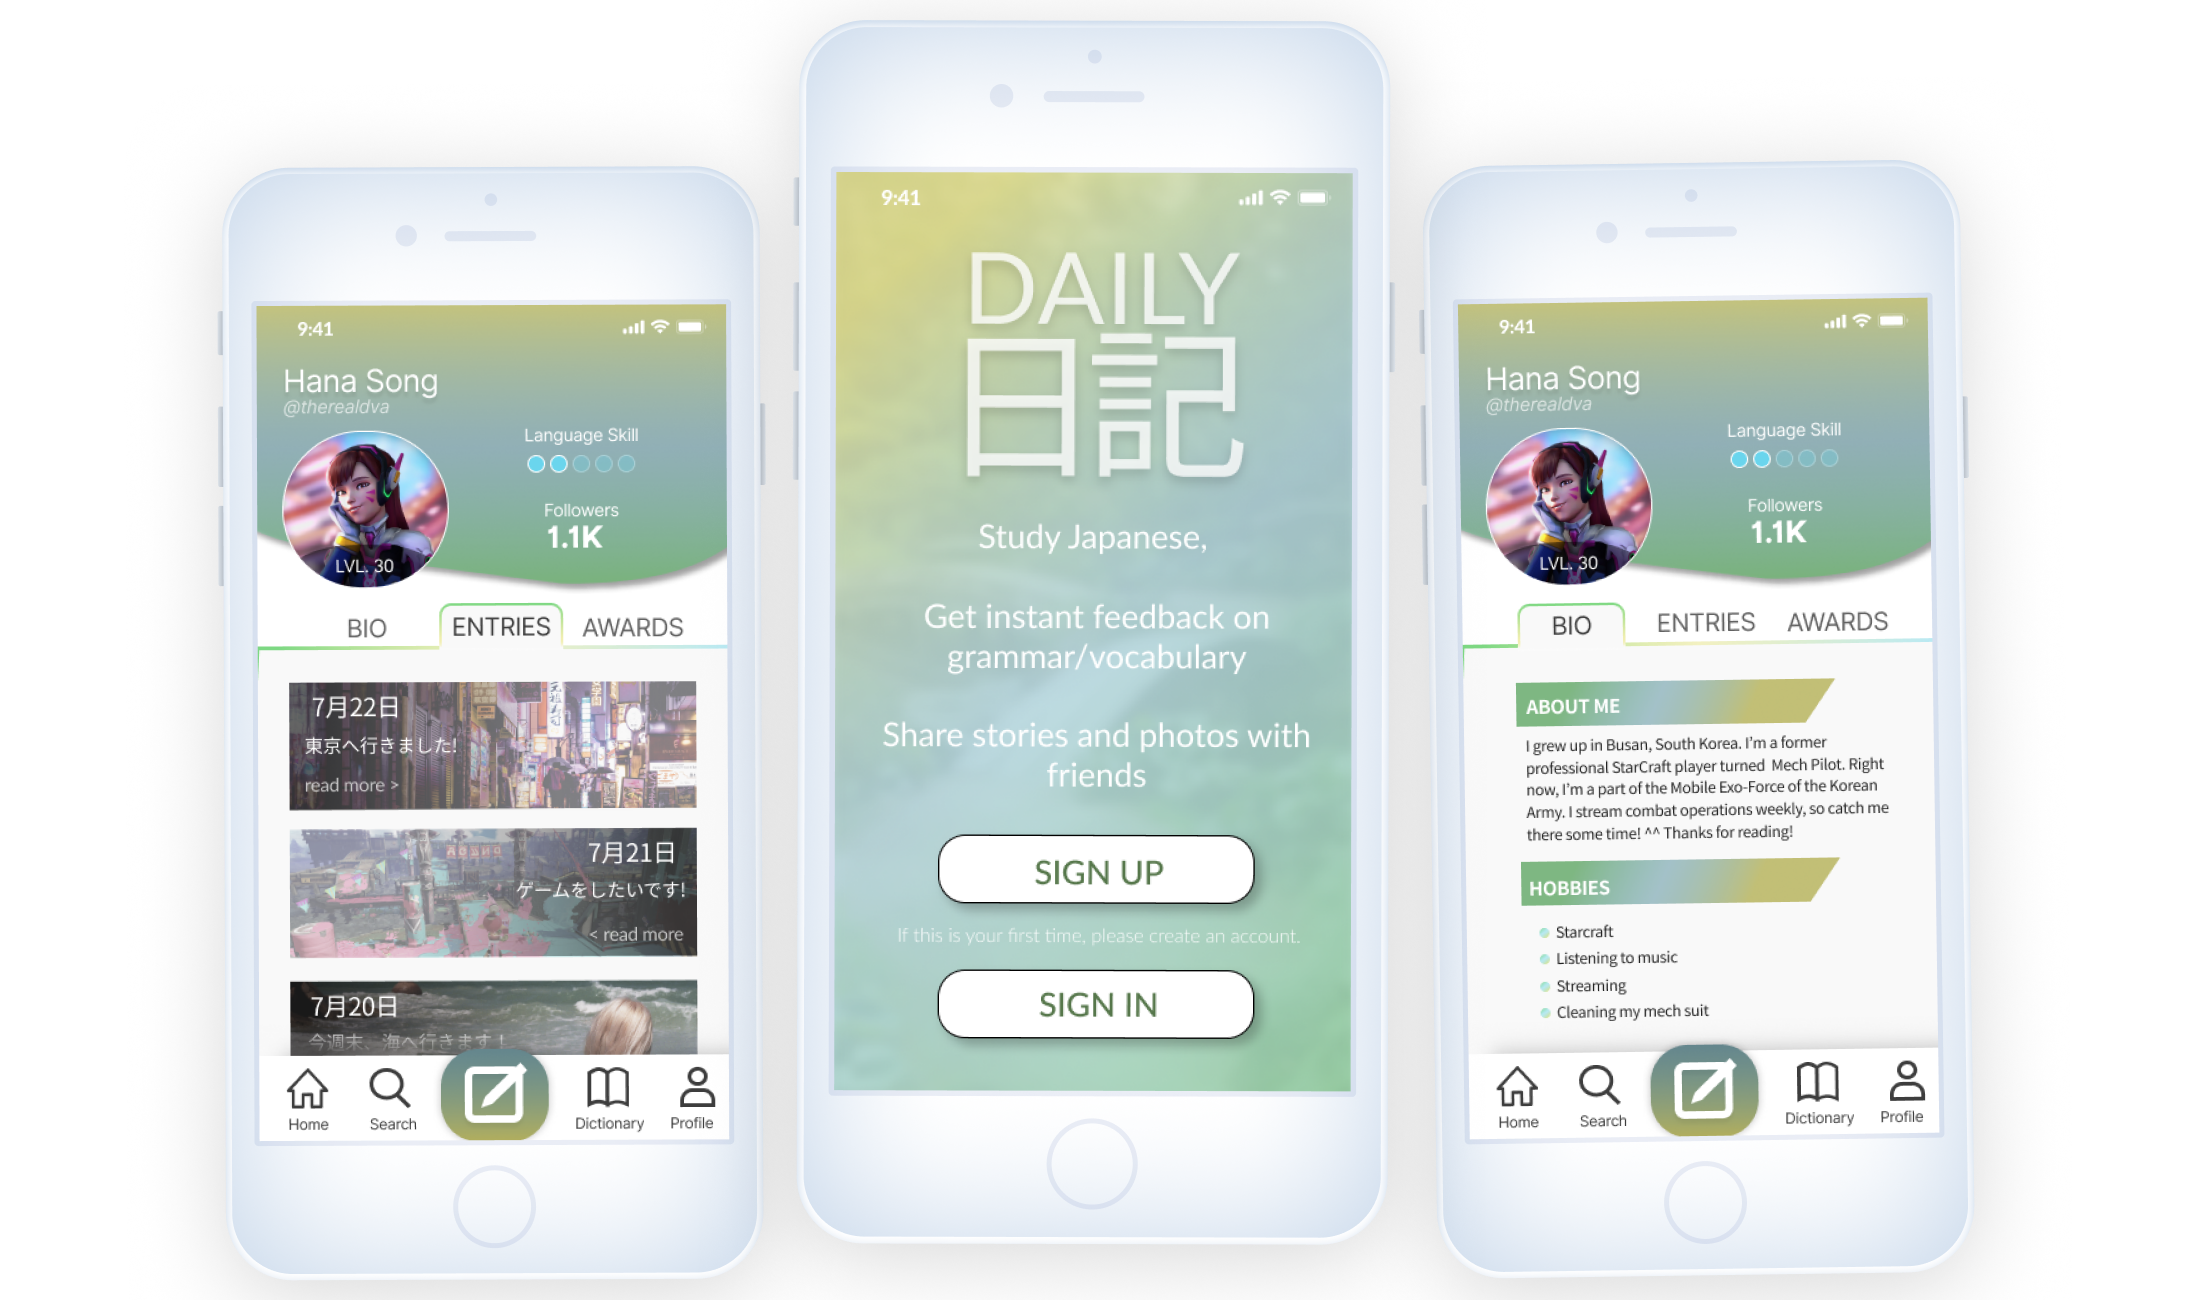 9:41
Hana Song
@therealdva
Language Skill
Followers
1.1K
LVL. 30
BIO
ENTRIES
AWARDS
7月22日
東京へ行きました!
read more >
7月21日
ゲームをしたいです!
< read more
7月20日
今週末、海へ行きます!
Home
Search
Dictionary
Profile
9:41
DAILY
日記
Study Japanese,
Get instant feedback on
grammar/vocabulary
Share stories and photos with
friends
SIGN UP
If this is your first time, please create an account.
SIGN IN
9:41
Hana Song
@therealdva
Language Skill
Followers
1.1K
LVL. 30
BIO
ENTRIES
AWARDS
ABOUT ME
I grew up in Busan, South Korea. I'm a former
professional StarCraft player turned Mech Pilot. Right
now, I'm a part of the Mobile Exo-Force of the Korean
Army. I stream combat operations weekly, so catch me
there some time! ^^ Thanks for reading!
HOBBIES
Starcraft
Listening to music
Streaming
Cleaning my mech suit
Home
Search
Dictionary
Profile